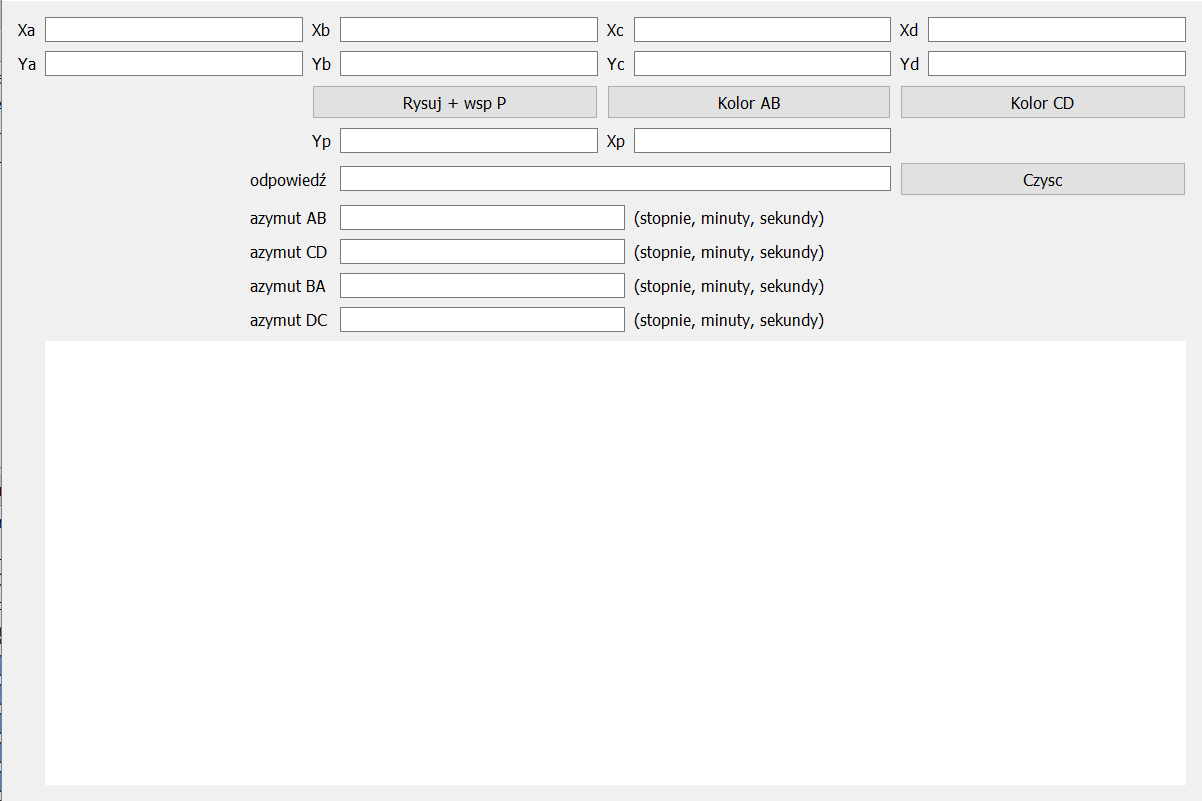 Xa Xb Xc Xd
Ya Yb Yc Yd
Rysuj + wsp P Kolor AB Kolor CD
Yp Xp
odpowiedź Czysc
azymut AB (stopnie, minuty, sekundy)
azymut CD (stopnie, minuty, sekundy)
azymut BA (stopnie, minuty, sekundy)
azymut DC (stopnie, minuty, sekundy)